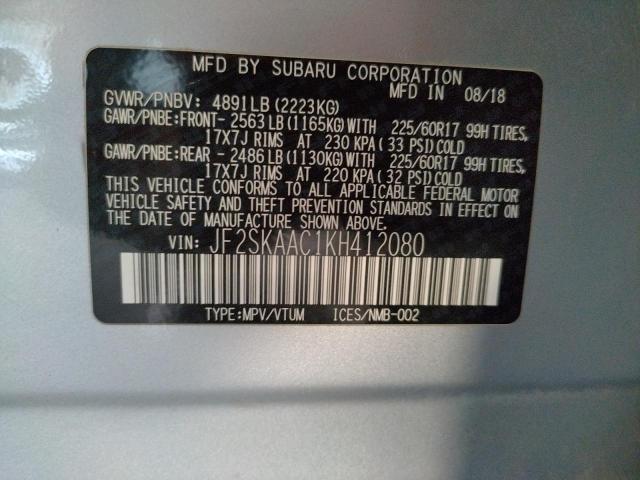 MFD BY SUBARU CORPORATION
MFD IN 08/18
GVWR/PNBV: 4891LB (2223KG)
GAWR/PNBE:FRONT- 2563LB(1165KG)WITH 225/60R17 99H TIRES,
17X7J RIMS AT 230 KPA(33 PSI)COLD
GAWR/PNBE:REAR - 2486LB(1130KG)WITH 225/60R17 99H TIRES,
17X7J RIMS AT 220 KPA(32 PSI)COLD
THIS VEHICLE CONFORMS TO ALL APPLICABLE FEDERAL MOTOR
VEHICLE SAFETY AND THEFT PREVENTION STANDARDS IN EFFECT ON
THE DATE OF MANUFACTURE SHOWN ABOVE.
VIN: JF2SKAAC1KH412080
TYPE:MPV/VTUM ICES/NMB-002